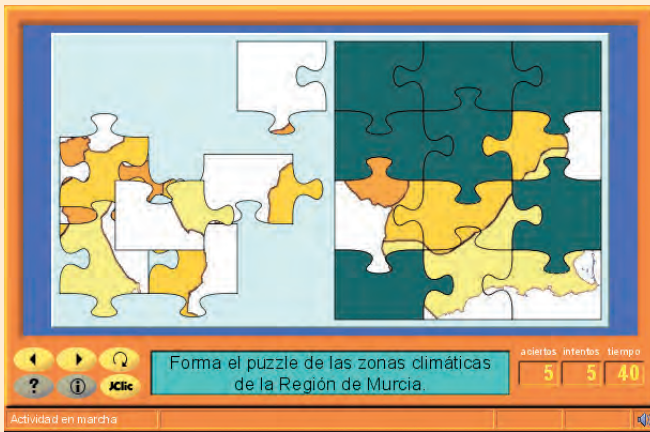 Forma el puzzle de las zonas climáticas
de la Región de Murcia.
aciertos intentos tiempo
5 5 40
? i JClic
Actividad en marcha